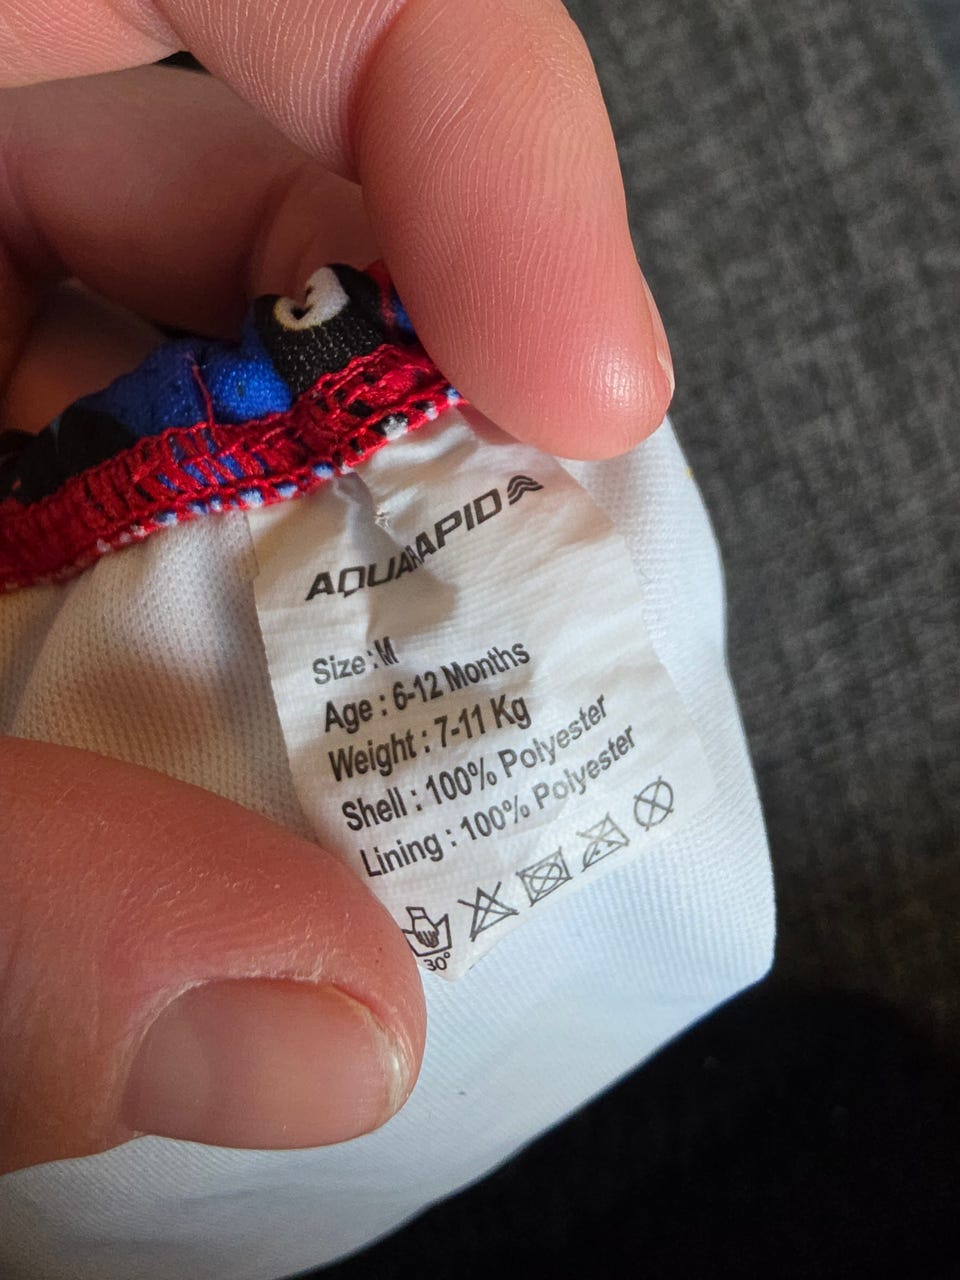 AQUARAPID
Size : M
Age : 6-12 Months
Weight : 7-11 Kg
Shell : 100% Polyester
Lining : 100% Polyester
30°